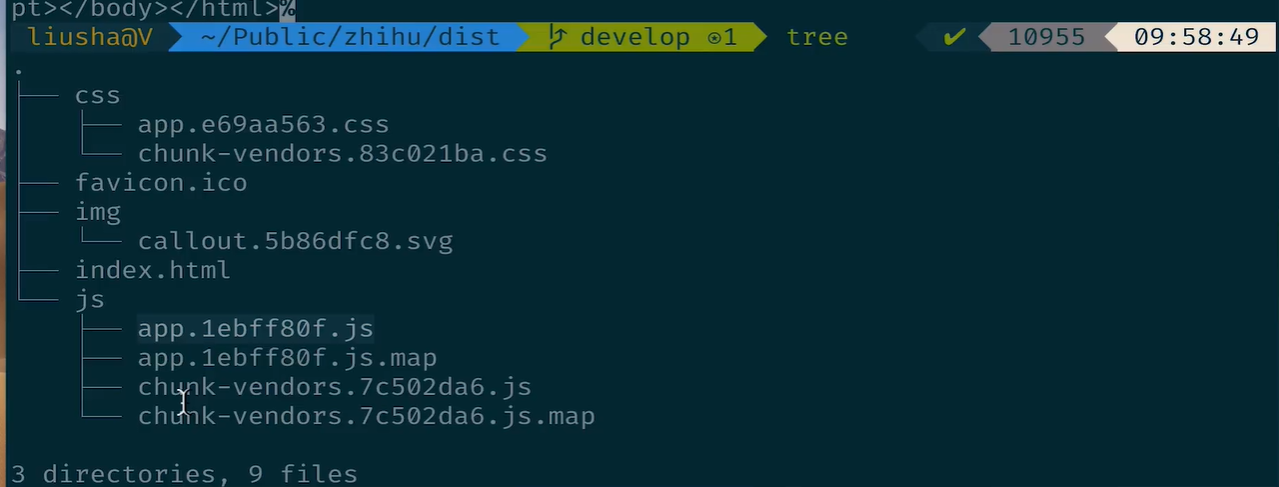 pt></body></html>%
liusha@V ~/Public/zhihu/dist develop ⊙1 tree ✔ 10955 09:58:49
.
├── css
│   ├── app.e69aa563.css
│   └── chunk-vendors.83c021ba.css
├── favicon.ico
├── img
│   └── callout.5b86dfc8.svg
├── index.html
└── js
    ├── app.1ebff80f.js
    ├── app.1ebff80f.js.map
    ├── chunk-vendors.7c502da6.js
    └── chunk-vendors.7c502da6.js.map
3 directories, 9 files